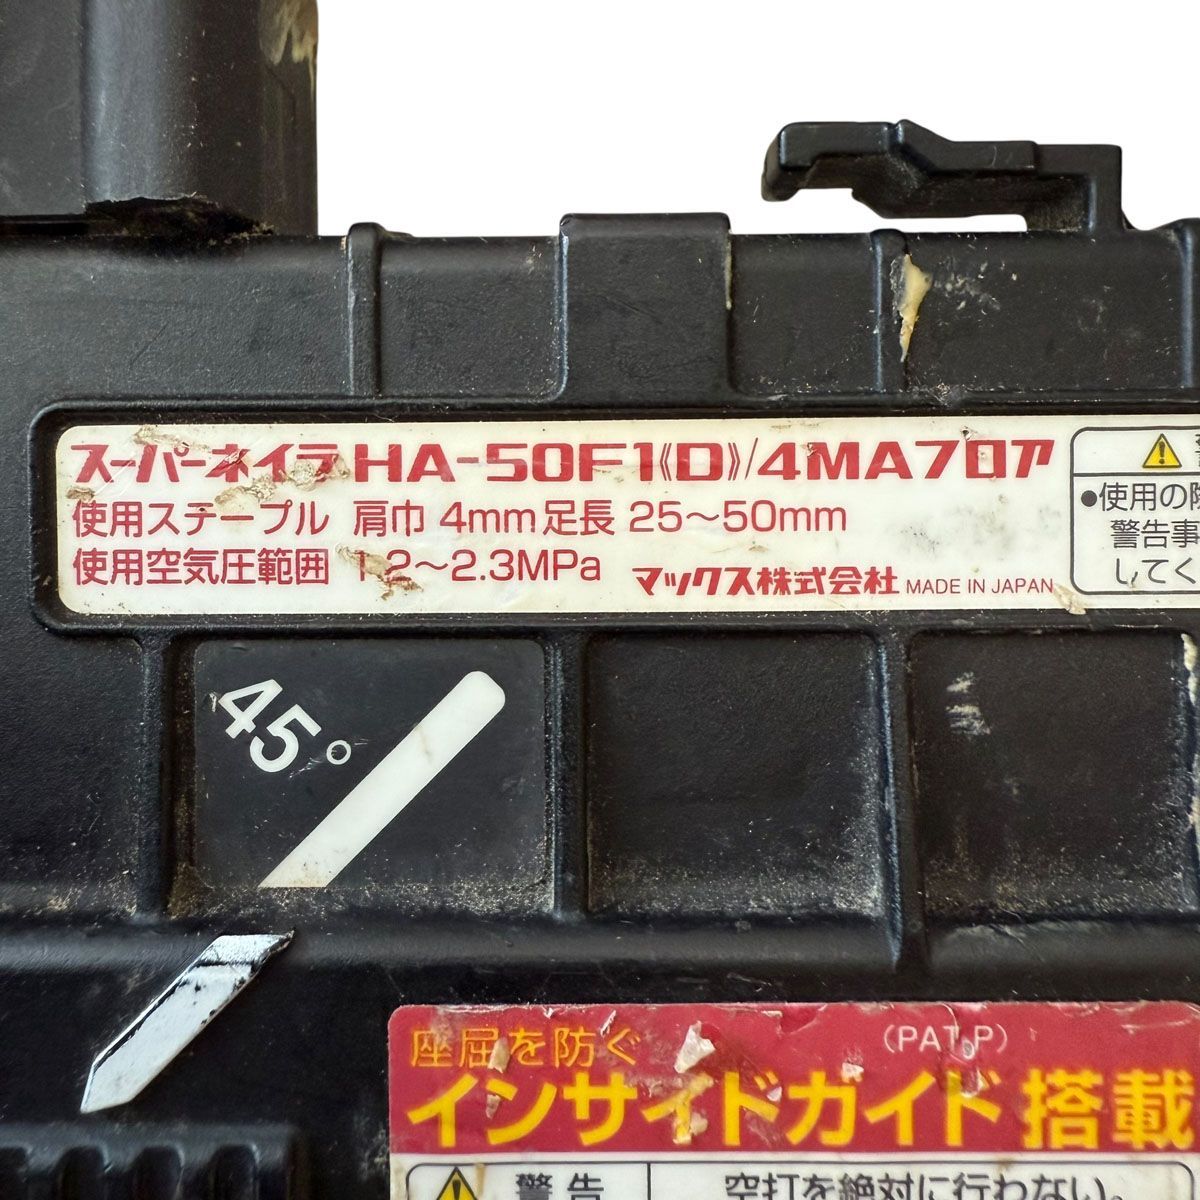 スーパーネイラ HA-50F1《D》/4MAフロア
使用ステープル 肩巾 4mm 足長 25～50mm
使用空気圧範囲 1.2～2.3MPa マックス株式会社 MADE IN JAPAN
●使用の
警告事
してく
45°
座屈を防ぐ (PAT.P)
インサイドガイド搭載
警告 空打を絶対に行わない。